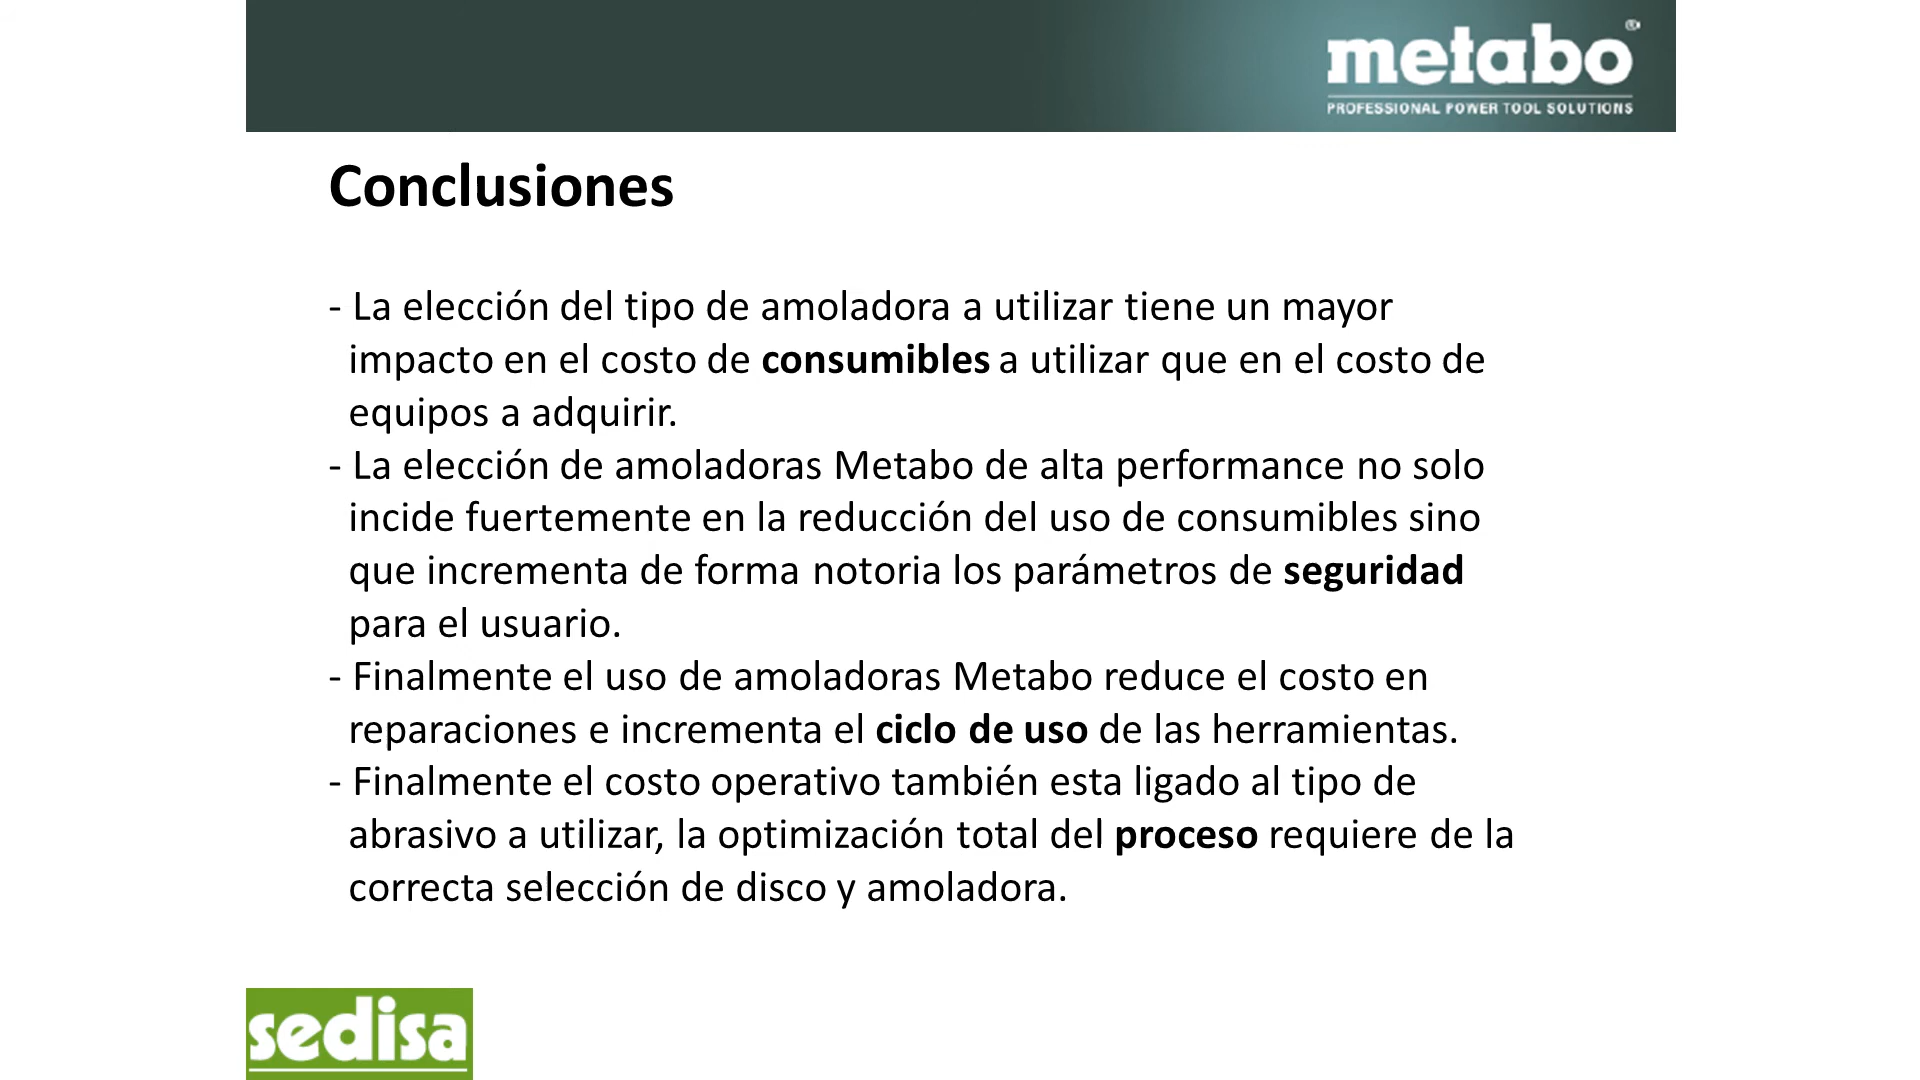 metabo®
PROFESSIONAL POWER TOOL SOLUTIONS
Conclusiones
- La elección del tipo de amoladora a utilizar tiene un mayor
impacto en el costo de consumibles a utilizar que en el costo de
equipos a adquirir.
- La elección de amoladoras Metabo de alta performance no solo
incide fuertemente en la reducción del uso de consumibles sino
que incrementa de forma notoria los parámetros de seguridad
para el usuario.
- Finalmente el uso de amoladoras Metabo reduce el costo en
reparaciones e incrementa el ciclo de uso de las herramientas.
- Finalmente el costo operativo también esta ligado al tipo de
abrasivo a utilizar, la optimización total del proceso requiere de la
correcta selección de disco y amoladora.
sedisa